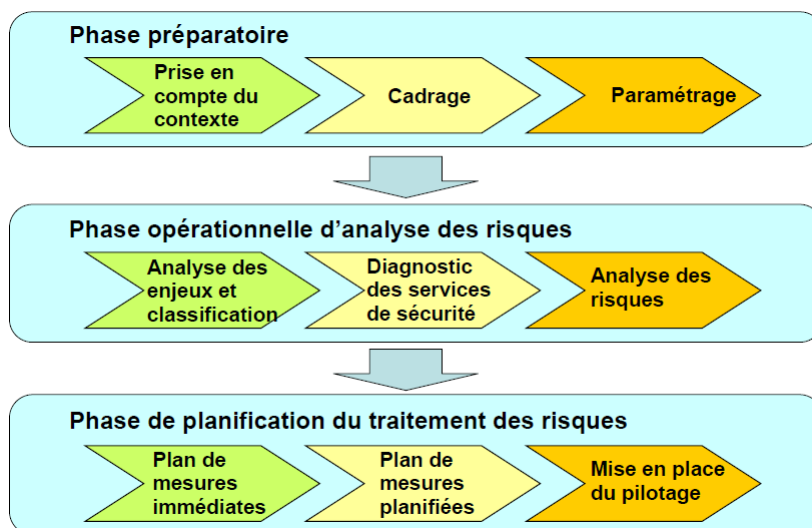 Phase préparatoire
Prise en
compte du
contexte
Cadrage
Paramétrage
Phase opérationnelle d'analyse des risques
Analyse des
enjeux et
classification
Diagnostic
des services
de sécurité
Analyse des
risques
Phase de planification du traitement des risques
Plan de
mesures
immédiates
Plan de
mesures
planifiées
Mise en place
du pilotage